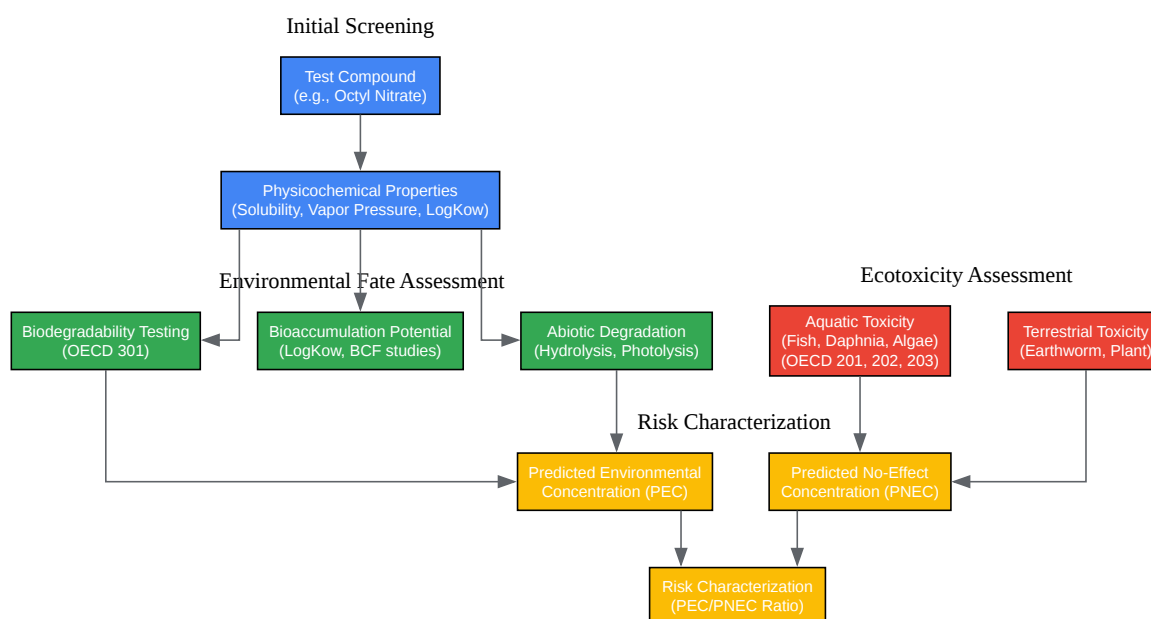 Initial Screening
Test Compound
(e.g., Octyl Nitrate)
Physicochemical Properties
(Solubility, Vapor Pressure, LogKow)
Environmental Fate Assessment
Ecotoxicity Assessment
Biodegradability Testing
(OECD 301)
Bioaccumulation Potential
(LogKow, BCF studies)
Abiotic Degradation
(Hydrolysis, Photolysis)
Aquatic Toxicity
(Fish, Daphnia, Algae)
(OECD 201, 202, 203)
Terrestrial Toxicity
(Earthworm, Plant)
Risk Characterization
Predicted Environmental
Concentration (PEC)
Predicted No-Effect
Concentration (PNEC)
Risk Characterization
(PEC/PNEC Ratio)